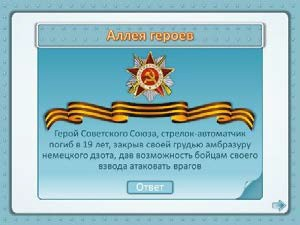 Аллея героев
Герой Советского Союза, стрелок-автоматчик
погиб в 19 лет, закрыв своей грудью амбразуру
немецкого дзота, дав возможность бойцам своего
взвода атаковать врагов
Ответ